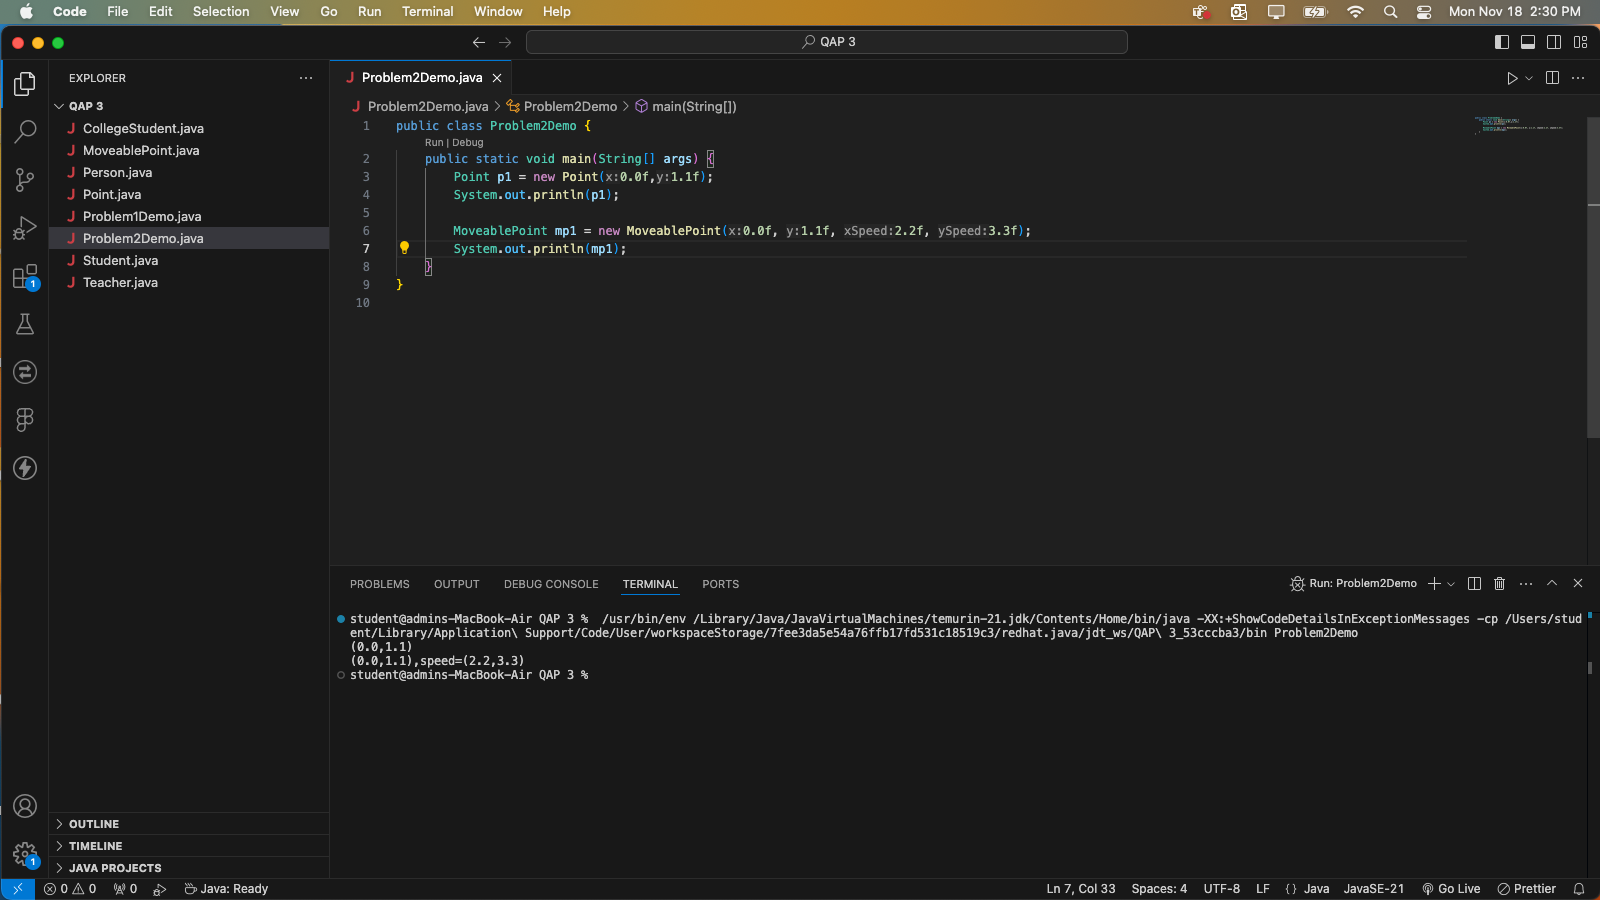 Code File Edit Selection View Go Run Terminal Window Help Mon Nov 18 2:30 PM
QAP 3
EXPLORER
QAP 3
CollegeStudent.java
MoveablePoint.java
Person.java
Point.java
Problem1Demo.java
Problem2Demo.java
Student.java
Teacher.java
1
1
OUTLINE
TIMELINE
JAVA PROJECTS
Problem2Demo.java
Problem2Demo.java > Problem2Demo > main(String[])
1 public class Problem2Demo {
Run | Debug
2 public static void main(String[] args) {
3 Point p1 = new Point(x:0.0f,y:1.1f);
4 System.out.println(p1);
5
6 MoveablePoint mp1 = new MoveablePoint(x:0.0f, y:1.1f, xSpeed:2.2f, ySpeed:3.3f);
7 System.out.println(mp1);
8 }
9 }
10
PROBLEMS OUTPUT DEBUG CONSOLE TERMINAL PORTS Run: Problem2Demo
student@admins-MacBook-Air QAP 3 % /usr/bin/env /Library/Java/JavaVirtualMachines/temurin-21.jdk/Contents/Home/bin/java -XX:+ShowCodeDetailsInExceptionMessages -cp /Users/stud
ent/Library/Application\ Support/Code/User/workspaceStorage/7fee3da5e54a76ffb17fd531c18519c3/redhat.java/jdt_ws/QAP\ 3_53cccba3/bin Problem2Demo
(0.0,1.1)
(0.0,1.1),speed=(2.2,3.3)
student@admins-MacBook-Air QAP 3 %
0 0 0 Java: Ready Ln 7, Col 33 Spaces: 4 UTF-8 LF {} Java JavaSE-21 Go Live Prettier